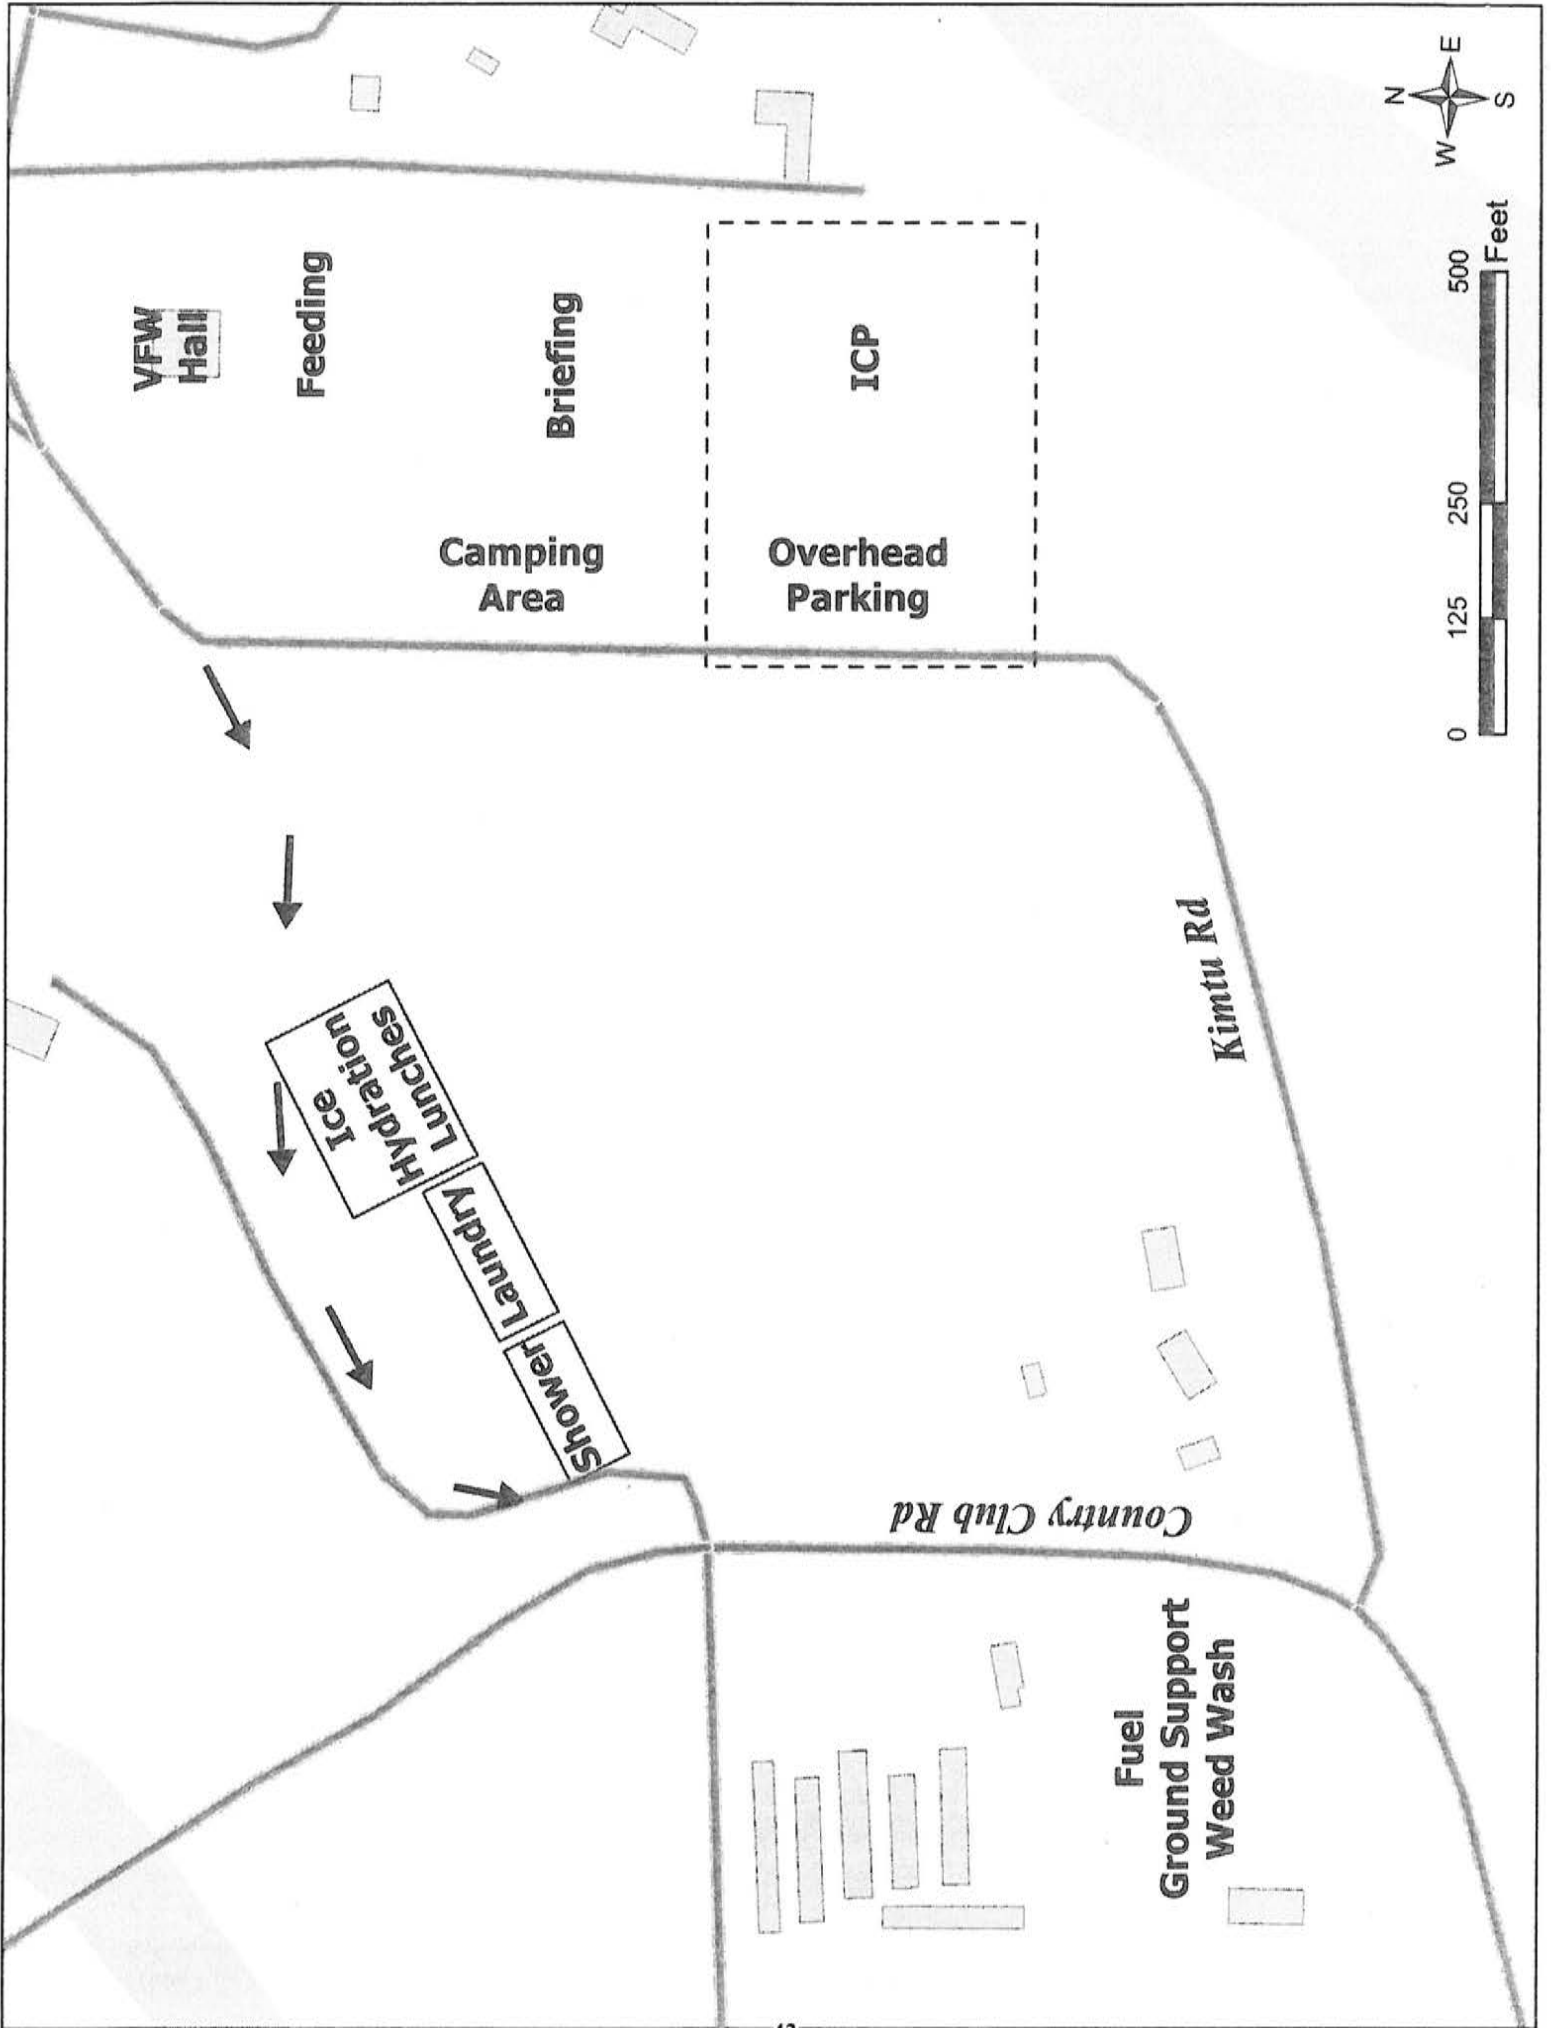 VFW
Hall
Feeding
Briefing
ICP
Camping
Area
Overhead
Parking
Ice
Hydration
Lunches
Laundry
Shower
Kimtu Rd
Country Club Rd
Fuel
Ground Support
Weed Wash
N
E
S
W
0 125 250 500
Feet